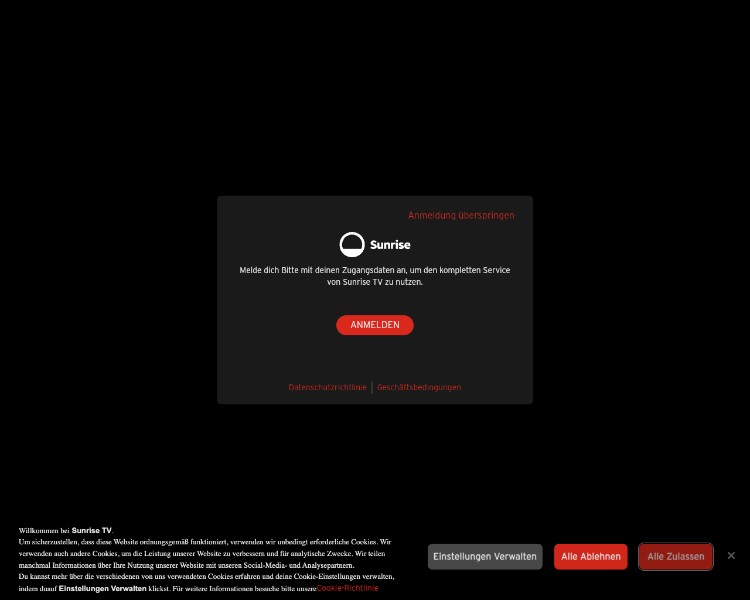 Anmeldung überspringen
Sunrise
Melde dich Bitte mit deinen Zugangsdaten an, um den kompletten Service
von Sunrise TV zu nutzen.
ANMELDEN
Datenschutzrichtlinie | Geschäftsbedingungen
Willkommen bei Sunrise TV.
Um sicherzustellen, dass diese Website ordnungsgemäß funktioniert, verwenden wir unbedingt erforderliche Cookies. Wir
verwenden auch andere Cookies, um die Leistung unserer Website zu verbessern und für analytische Zwecke. Wir teilen
manchmal Informationen über Ihre Nutzung unserer Website mit unseren Social-Media- und Analysepartnern.
Du kannst mehr über die verschiedenen von uns verwendeten Cookies erfahren und deine Cookie-Einstellungen verwalten,
indem du auf Einstellungen Verwalten klickst. Für weitere Informationen besuche bitte unsereCookie-Richtlinie
Einstellungen Verwalten
Alle Ablehnen
Alle Zulassen